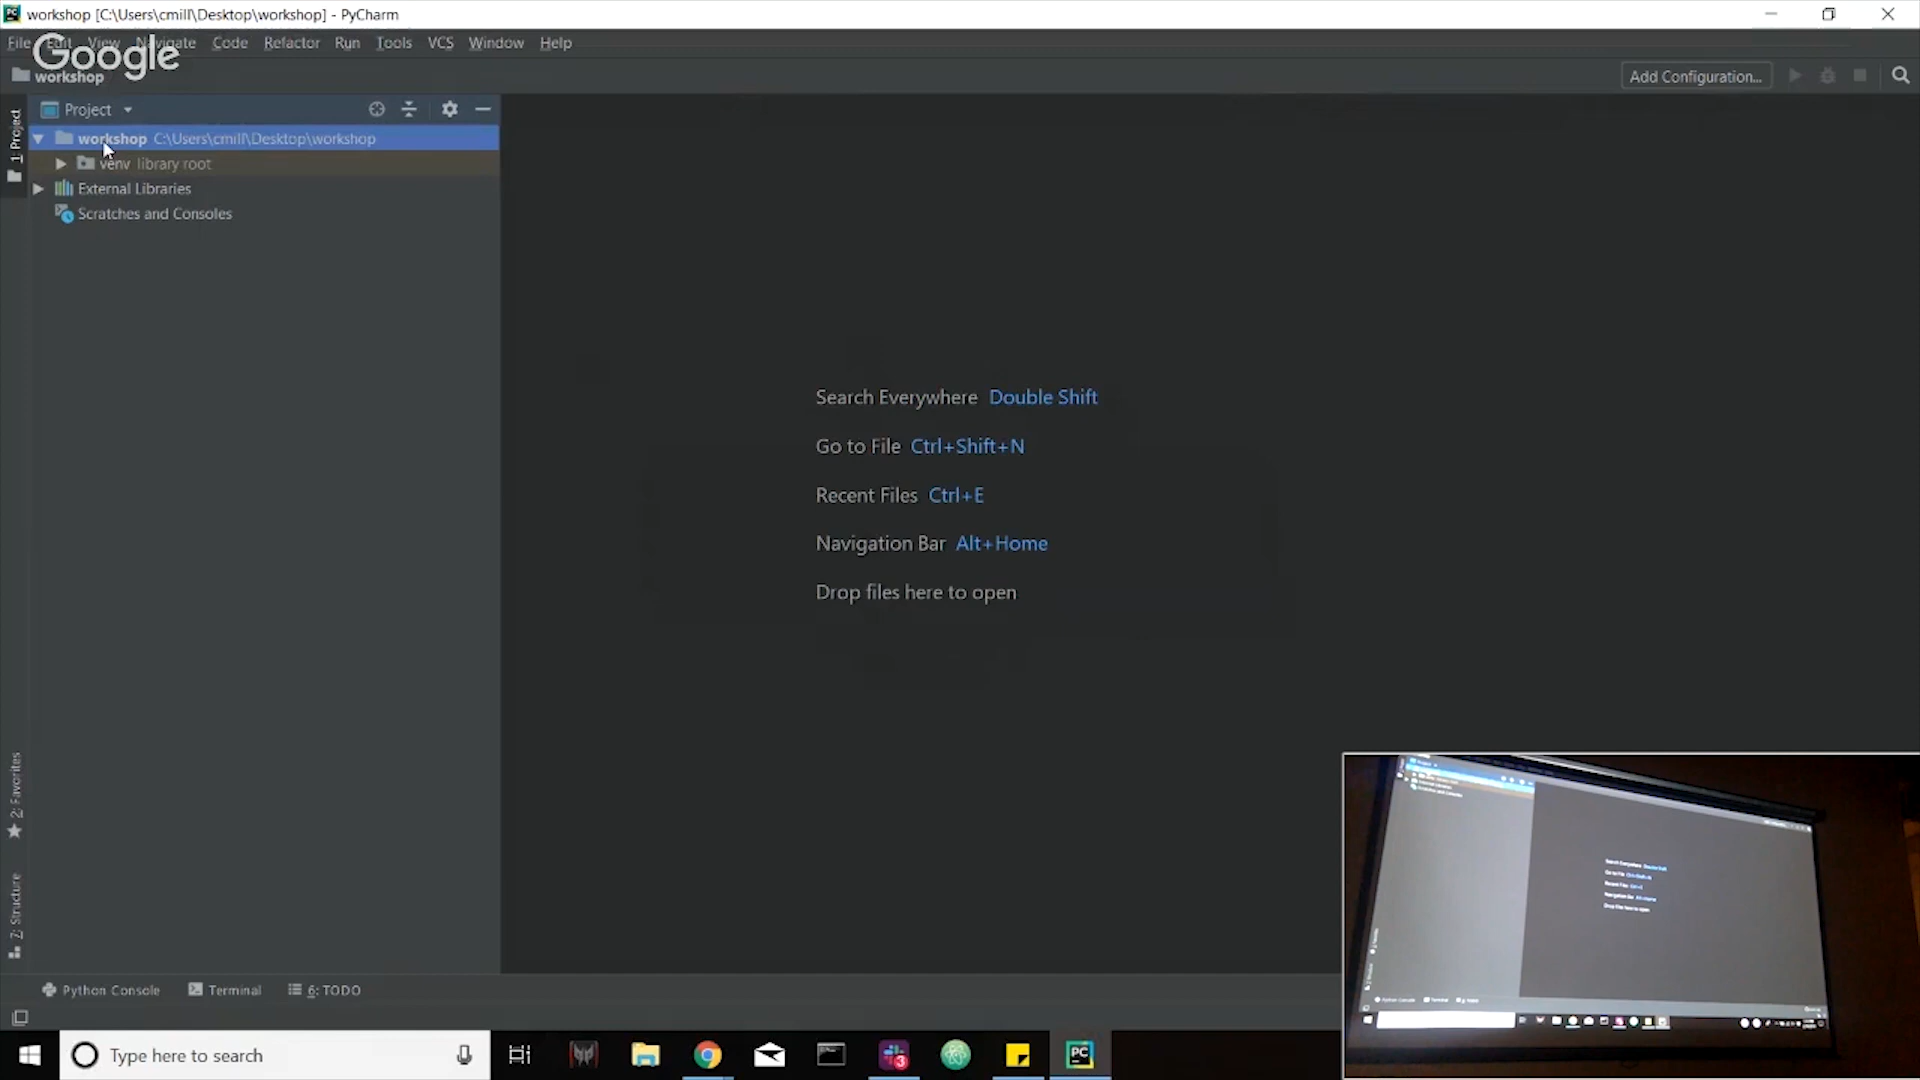 workshop [C:\Users\cmill\Desktop\workshop] - PyCharm
File Edit View Navigate Code Refactor Run Tools VCS Window Help
Google
workshop
Add Configuration...
Project
1: Project
workshop C:\Users\cmill\Desktop\workshop
venv library root
External Libraries
Scratches and Consoles
Search Everywhere Double Shift
Go to File Ctrl+Shift+N
Recent Files Ctrl+E
Navigation Bar Alt+Home
Drop files here to open
2: Favorites
7: Structure
Python Console Terminal 6: TODO
Type here to search
3
PC